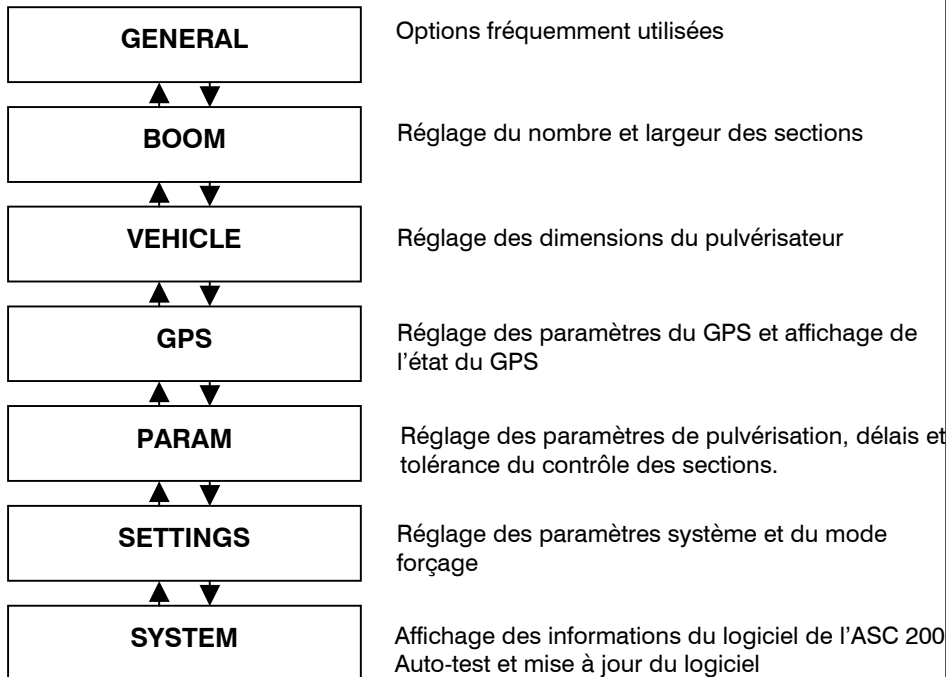 GENERAL
Options fréquemment utilisées
BOOM
Réglage du nombre et largeur des sections
VEHICLE
Réglage des dimensions du pulvérisateur
GPS
Réglage des paramètres du GPS et affichage de
l'état du GPS
PARAM
Réglage des paramètres de pulvérisation, délais et
tolérance du contrôle des sections.
SETTINGS
Réglage des paramètres système et du mode
forçage
SYSTEM
Affichage des informations du logiciel de l'ASC 200
Auto-test et mise à jour du logiciel